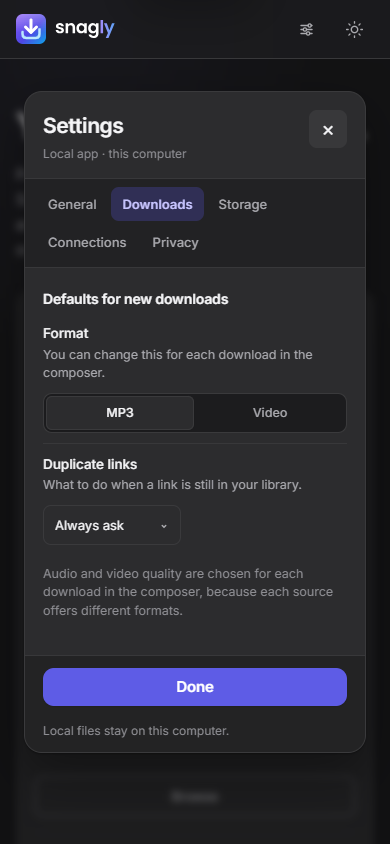 snagly
Settings
Local app · this computer
General Downloads Storage
Connections Privacy
Defaults for new downloads
Format
You can change this for each download in the
composer.
MP3 Video
Duplicate links
What to do when a link is still in your library.
Always ask
Audio and video quality are chosen for each
download in the composer, because each source
offers different formats.
Done
Local files stay on this computer.